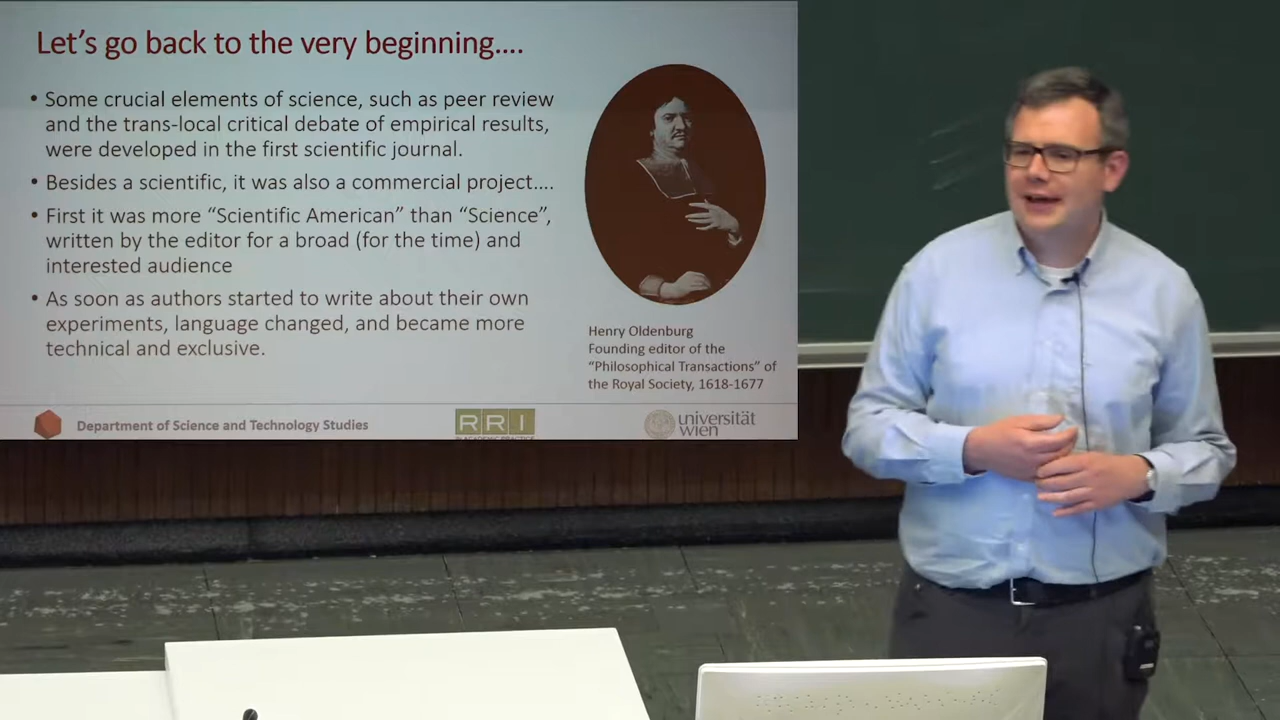 Let's go back to the very beginning....
• Some crucial elements of science, such as peer review
and the trans-local critical debate of empirical results,
were developed in the first scientific journal.
• Besides a scientific, it was also a commercial project....
• First it was more “Scientific American” than “Science”,
written by the editor for a broad (for the time) and
interested audience
• As soon as authors started to write about their own
experiments, language changed, and became more
technical and exclusive.
Henry Oldenburg
Founding editor of the
“Philosophical Transactions” of
the Royal Society, 1618-1677
Department of Science and Technology Studies
RRI
IN ACADEMIC PRACTICE
universität
wien